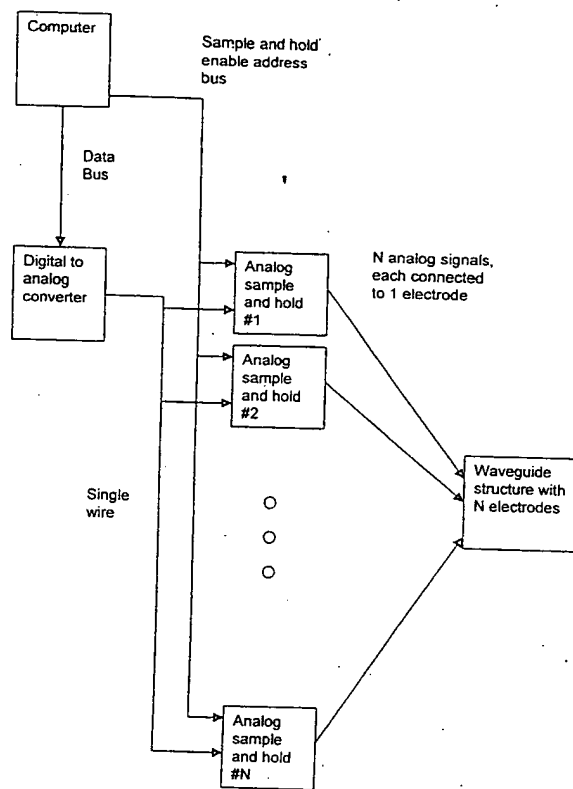 Computer
Sample and hold
enable address
bus
Data
Bus
Digital to
analog
converter
Analog
sample
and hold
#1
N analog signals,
each connected
to 1 electrode
Analog
sample
and hold
#2
Single
wire
Waveguide
structure with
N electrodes
Analog
sample
and hold
#N